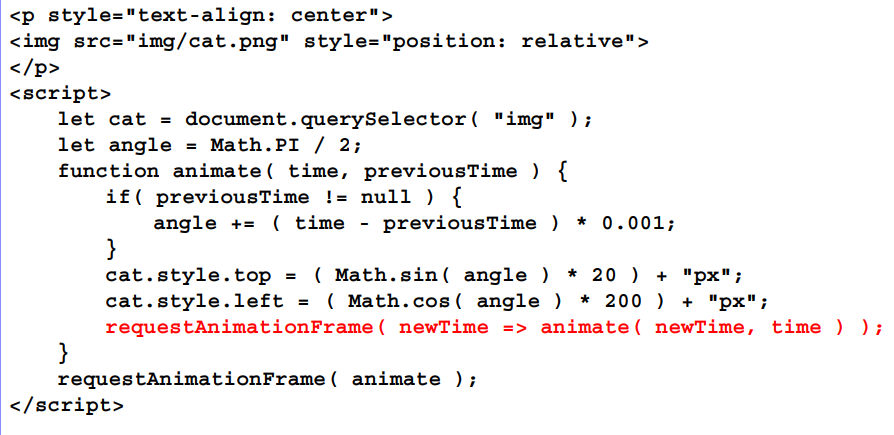 <p style="text-align: center">
<img src="img/cat.png" style="position: relative">
</p>
<script>
let cat = document.querySelector( "img" );
let angle = Math.PI / 2;
function animate( time, previousTime ) {
if( previousTime != null ) {
angle += ( time - previousTime ) * 0.001;
}
cat.style.top = ( Math.sin( angle ) * 20 ) + "px";
cat.style.left = ( Math.cos( angle ) * 200 ) + "px";
requestAnimationFrame( newTime => animate( newTime, time ) );
}
requestAnimationFrame( animate );
</script>